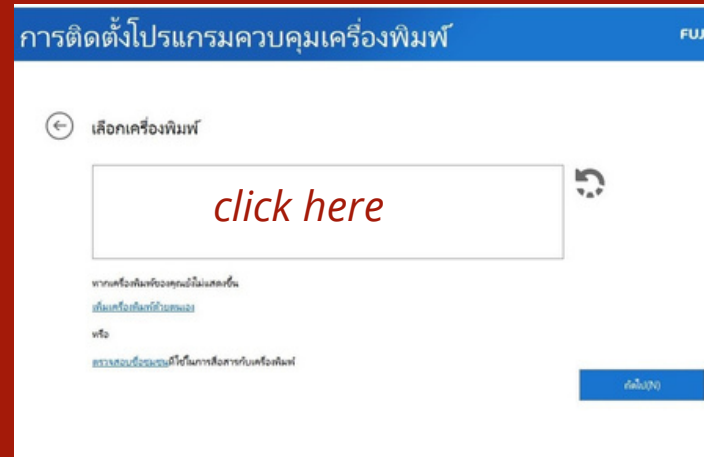 การติดตั้งโปรแกรมควบคุมเครื่องพิมพ์
FUJ
เลือกเครื่องพิมพ์
click here
หากเครื่องพิมพ์ของคุณยังไม่แสดงขึ้น
เพิ่มเครื่องพิมพ์ด้วยตนเอง
หรือ
ตรวจสอบชื่อชุมชนที่ใช้ในการสื่อสารกับเครื่องพิมพ์
ถัดไป(N)